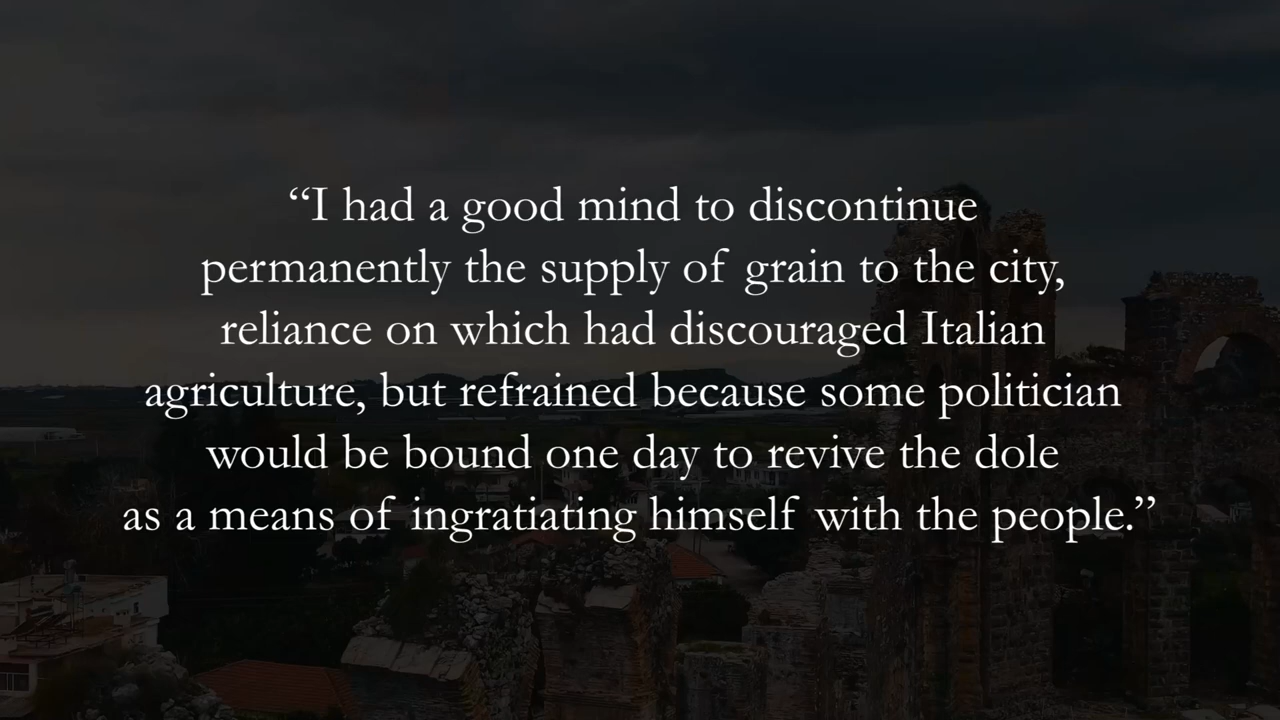 “I had a good mind to discontinue
permanently the supply of grain to the city,
reliance on which had discouraged Italian
agriculture, but refrained because some politician
would be bound one day to revive the dole
as a means of ingratiating himself with the people.”